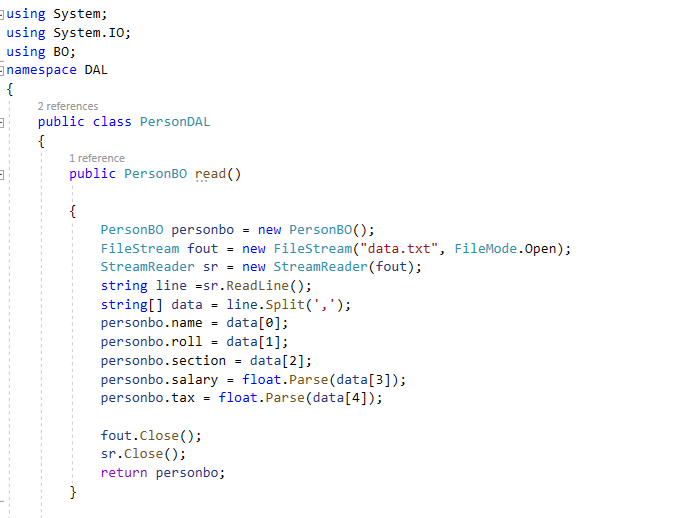 using System;
using System.IO;
using BO;
namespace DAL
{
2 references
public class PersonDAL
{
1 reference
public PersonBO read()
{
PersonBO personbo = new PersonBO();
FileStream fout = new FileStream("data.txt", FileMode.Open);
StreamReader sr = new StreamReader(fout);
string line =sr.ReadLine();
string[] data = line.Split(',');
personbo.name = data[0];
personbo.roll = data[1];
personbo.section = data[2];
personbo.salary = float.Parse(data[3]);
personbo.tax = float.Parse(data[4]);
fout.Close();
sr.Close();
return personbo;
}